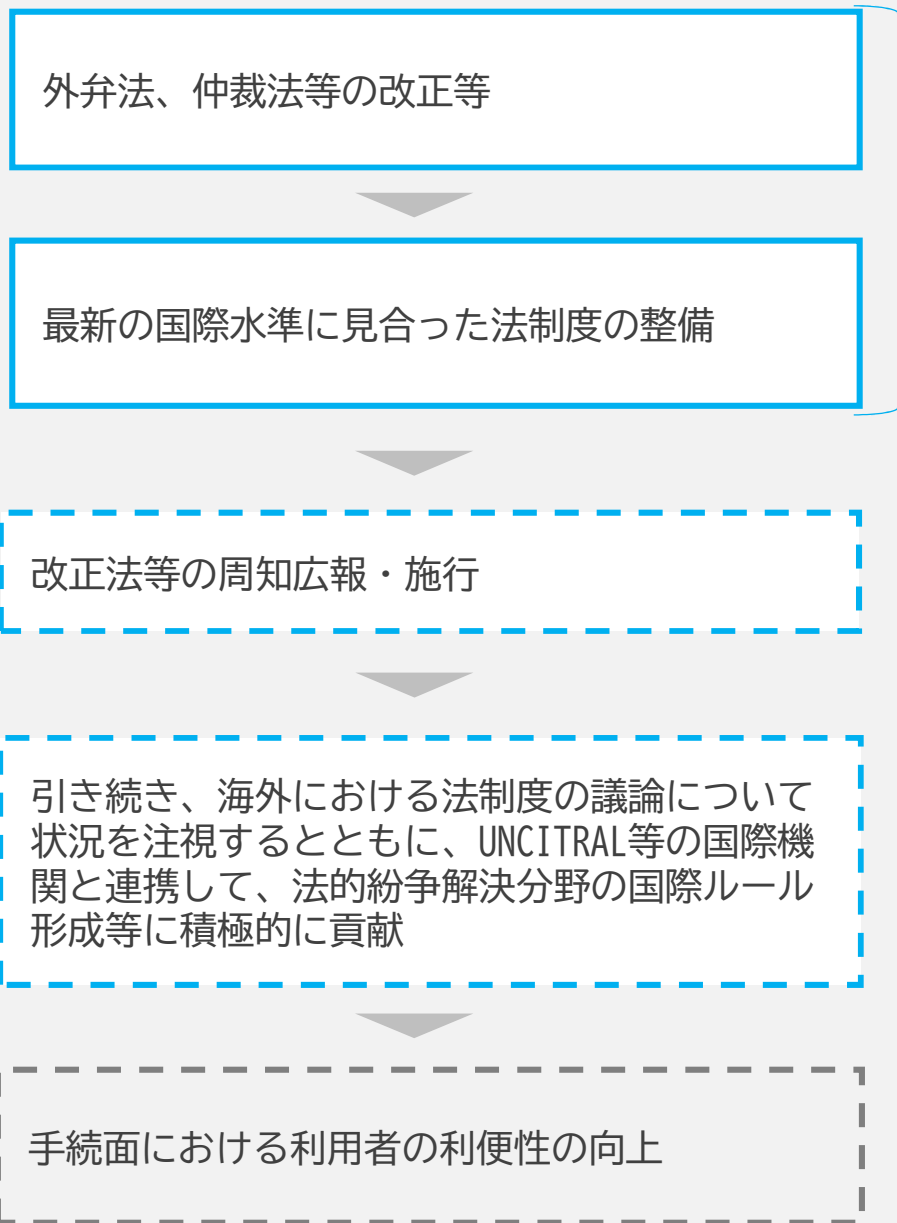 外弁法、仲裁法等の改正等
最新の国際水準に見合った法制度の整備
改正法等の周知広報・施行
引き続き、海外における法制度の議論について
状況を注視するとともに、UNCITRAL等の国際機
関と連携して、法的紛争解決分野の国際ルール
形成等に積極的に貢献
手続面における利用者の利便性の向上